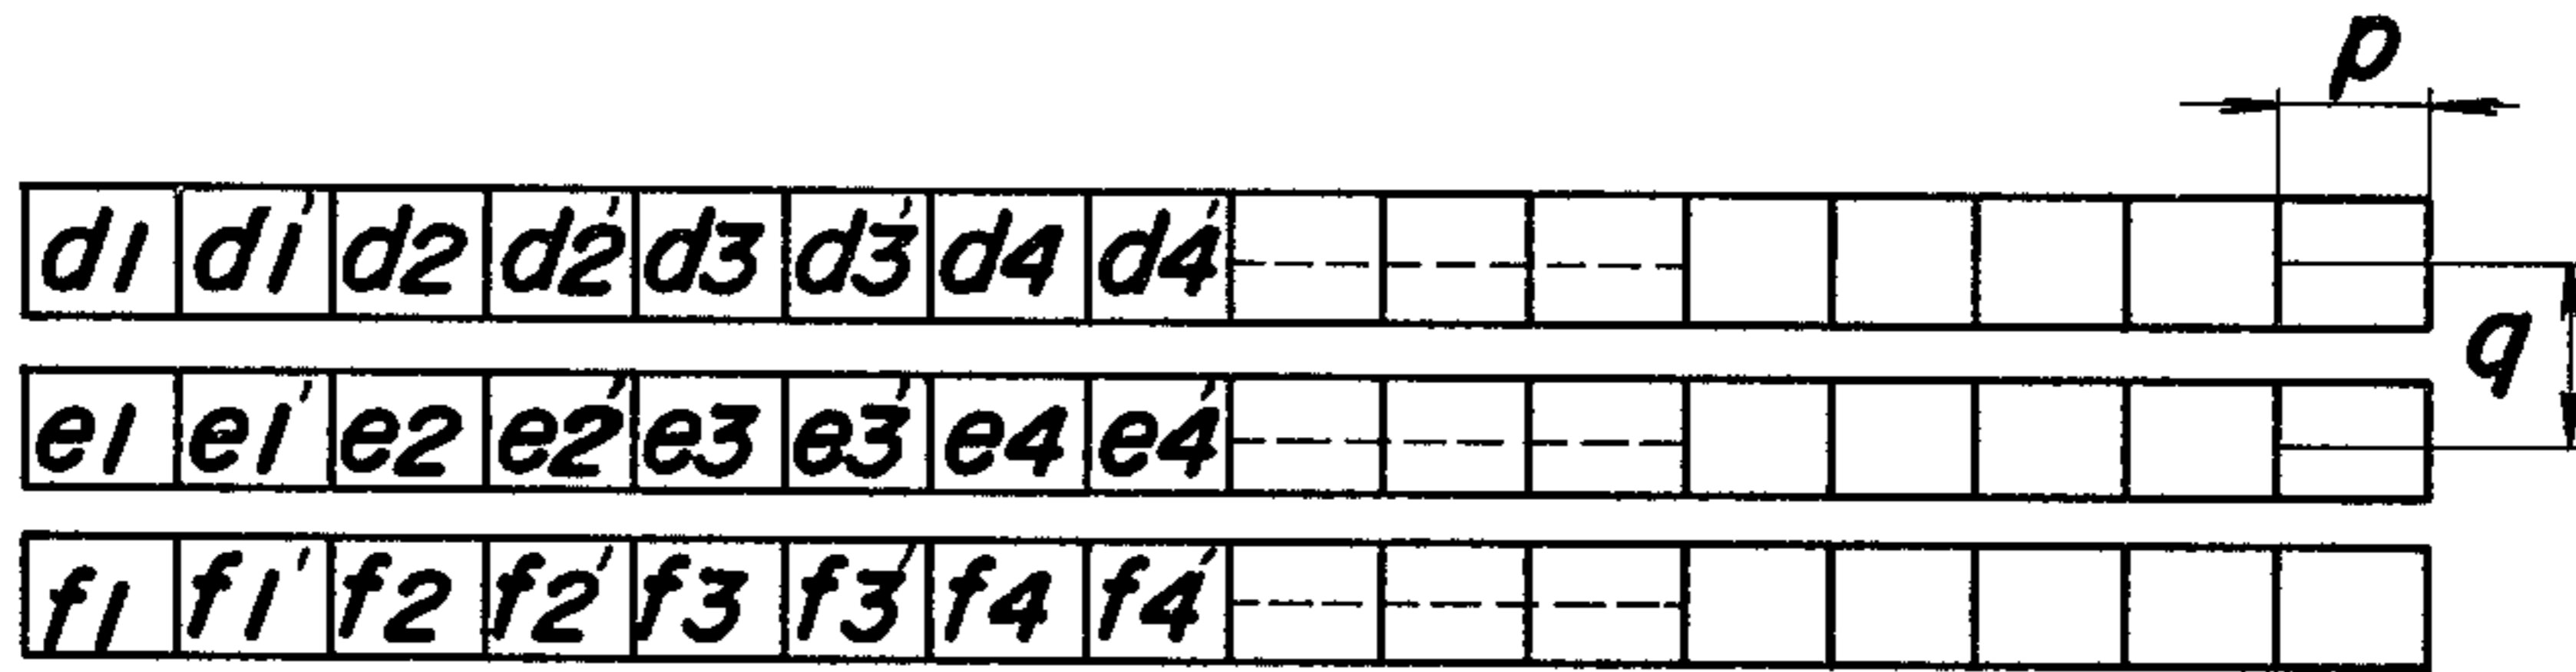 p
d1 d1' d2 d2' d3 d3' d4 d4'
q
e1 e1' e2 e2' e3 e3' e4 e4'
f1 f1' f2 f2' f3 f3' f4 f4'